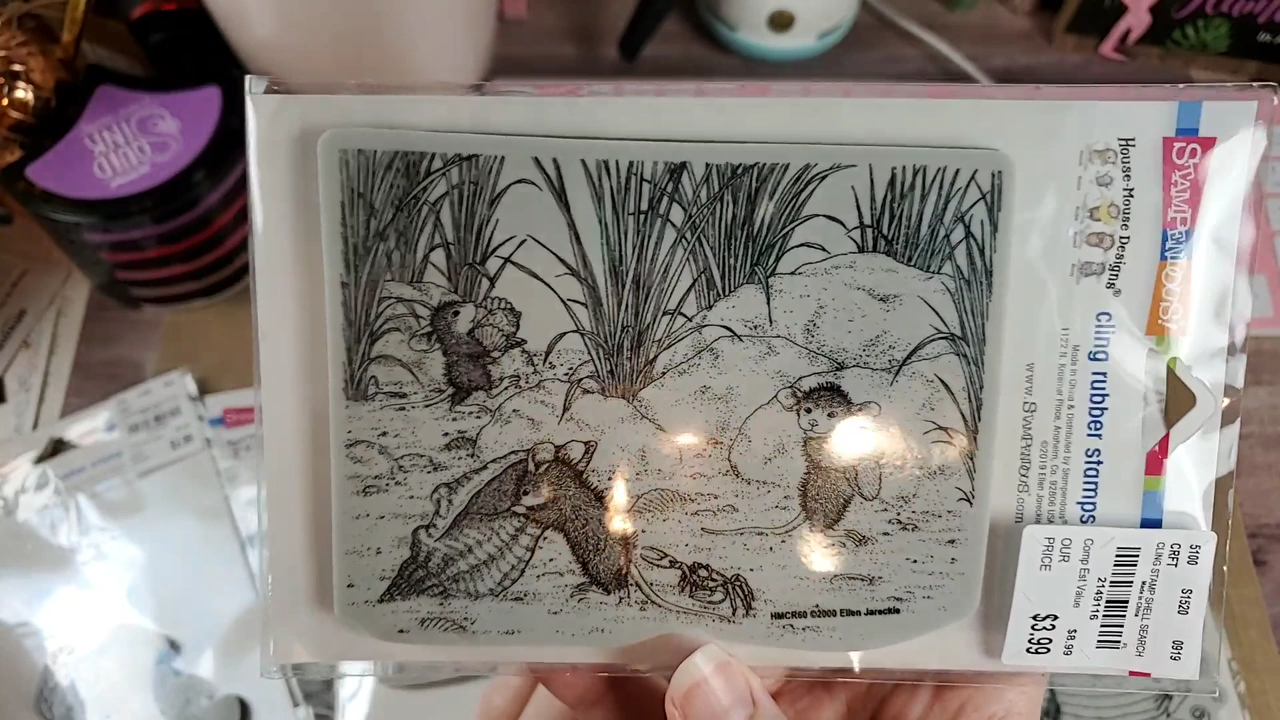 SQUID
INK
HMCR60 ©2000 Ellen Jareckie
House-Mouse Designs®
STAMPENDOUS!
cling rubber stamps
Made in China & Distributed by Stampendous®
1122 N. Kraemer Place, Anaheim, Ca. 92806 USA
©2019 Ellen Jareckie
www.STAMPENDOUS.com
5100 S1520 0919
CRFT
CLING STAMP SHELL SEARCH
Made in China
2149116
Comp Est Value $8.99
OUR
PRICE $3.99